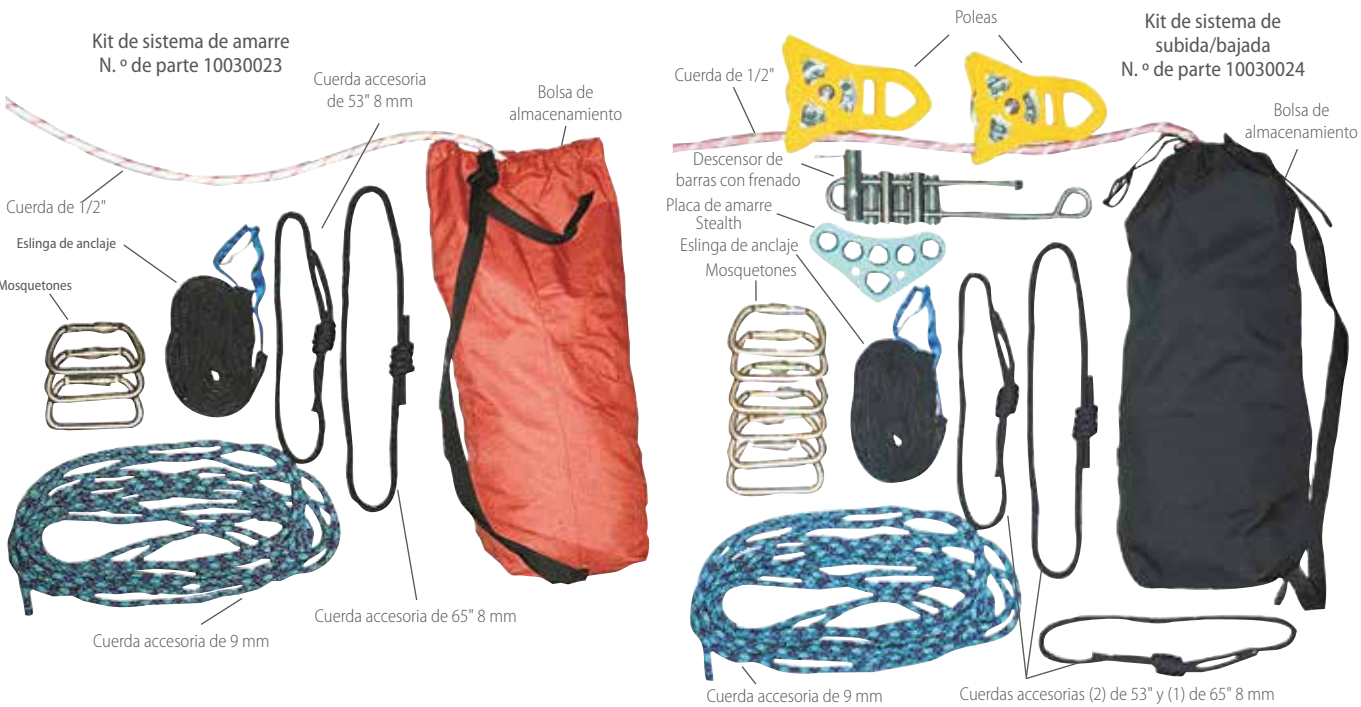 Kit de sistema de amarre
N. º de parte 10030023
Cuerda accesoria
de 53" 8 mm
Bolsa de
almacenamiento
Cuerda de 1/2"
Eslinga de anclaje
Mosquetones
Cuerda accesoria de 65" 8 mm
Cuerda accesoria de 9 mm
Poleas
Kit de sistema de
subida/bajada
N. º de parte 10030024
Cuerda de 1/2"
Bolsa de
almacenamiento
Descensor de
barras con frenado
Placa de amarre
Stealth
Eslinga de anclaje
Mosquetones
Cuerda accesoria de 9 mm
Cuerdas accesorias (2) de 53" y (1) de 65" 8 mm